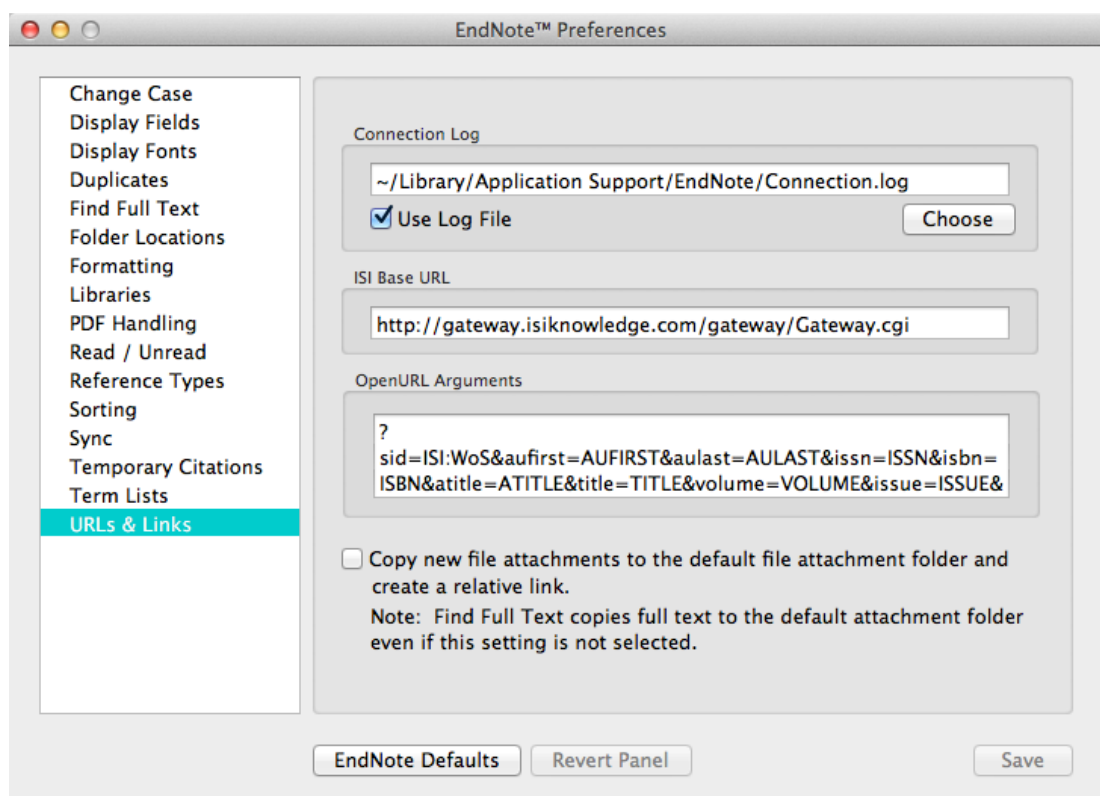 EndNote™ Preferences
Change Case
Display Fields
Display Fonts
Duplicates
Find Full Text
Folder Locations
Formatting
Libraries
PDF Handling
Read / Unread
Reference Types
Sorting
Sync
Temporary Citations
Term Lists
URLs & Links
Connection Log
~/Library/Application Support/EndNote/Connection.log
Use Log File
Choose
ISI Base URL
http://gateway.isiknowledge.com/gateway/Gateway.cgi
OpenURL Arguments
?
sid=ISI:WoS&aufirst=AUFIRST&aulast=AULAST&issn=ISSN&isbn=
ISBN&atitle=ATITLE&title=TITLE&volume=VOLUME&issue=ISSUE&
Copy new file attachments to the default file attachment folder and
create a relative link.
Note: Find Full Text copies full text to the default attachment folder
even if this setting is not selected.
EndNote Defaults
Revert Panel
Save